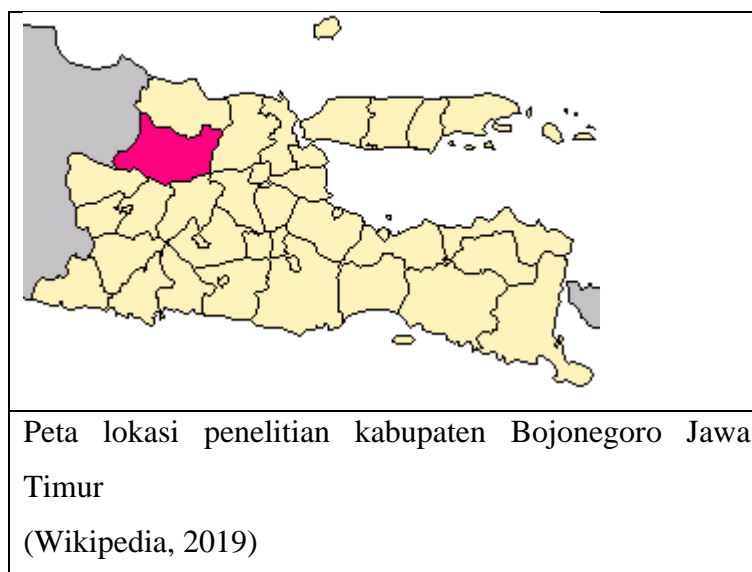 Peta lokasi penelitian kabupaten Bojonegoro Jawa
Timur
(Wikipedia, 2019)